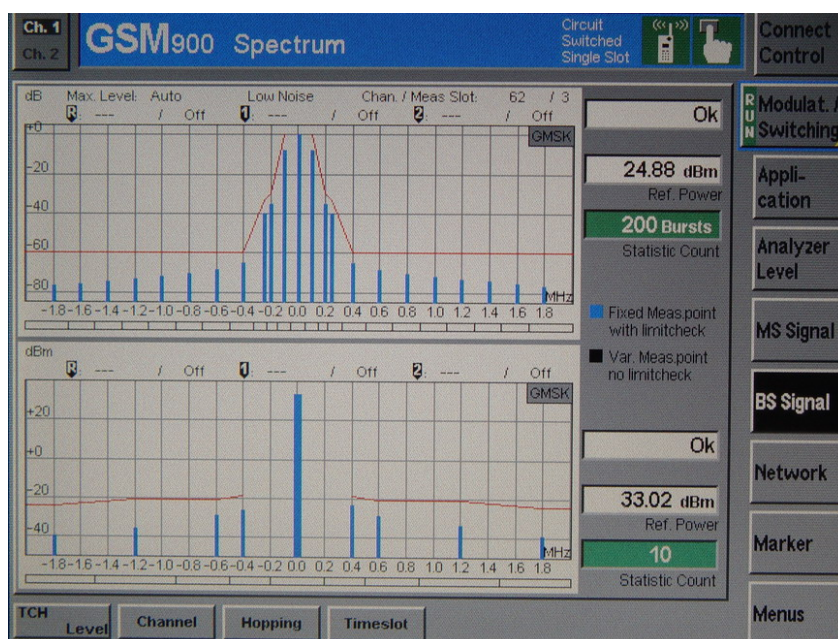 Ch. 1
Ch. 2
GSM900 Spectrum
Circuit
Switched
Single Slot
Connect
Control
dB Max. Level: Auto Low Noise Chan. / Meas Slot: 62 / 3
R: --- / Off 1: --- / Off 2: --- / Off
GMSK
+0
-20
-40
-60
-80
MHz
-1.8 -1.6 -1.4 -1.2 -1.0 -0.8 -0.6 -0.4 -0.2 0.0 0.2 0.4 0.6 0.8 1.0 1.2 1.4 1.6 1.8
Ok
24.88 dBm
Ref. Power
200 Bursts
Statistic Count
Fixed Meas.point
with limitcheck
Var. Meas.point
no limitcheck
dBm
R: --- / Off 1: --- / Off 2: --- / Off
GMSK
+20
+0
-20
-40
MHz
-1.8 -1.6 -1.4 -1.2 -1.0 -0.8 -0.6 -0.4 -0.2 0.0 0.2 0.4 0.6 0.8 1.0 1.2 1.4 1.6 1.8
Ok
33.02 dBm
Ref. Power
10
Statistic Count
RUN
Modulat. /
Switching
Appli-
cation
Analyzer
Level
MS Signal
BS Signal
Network
Marker
Menus
TCH
Level
Channel
Hopping
Timeslot